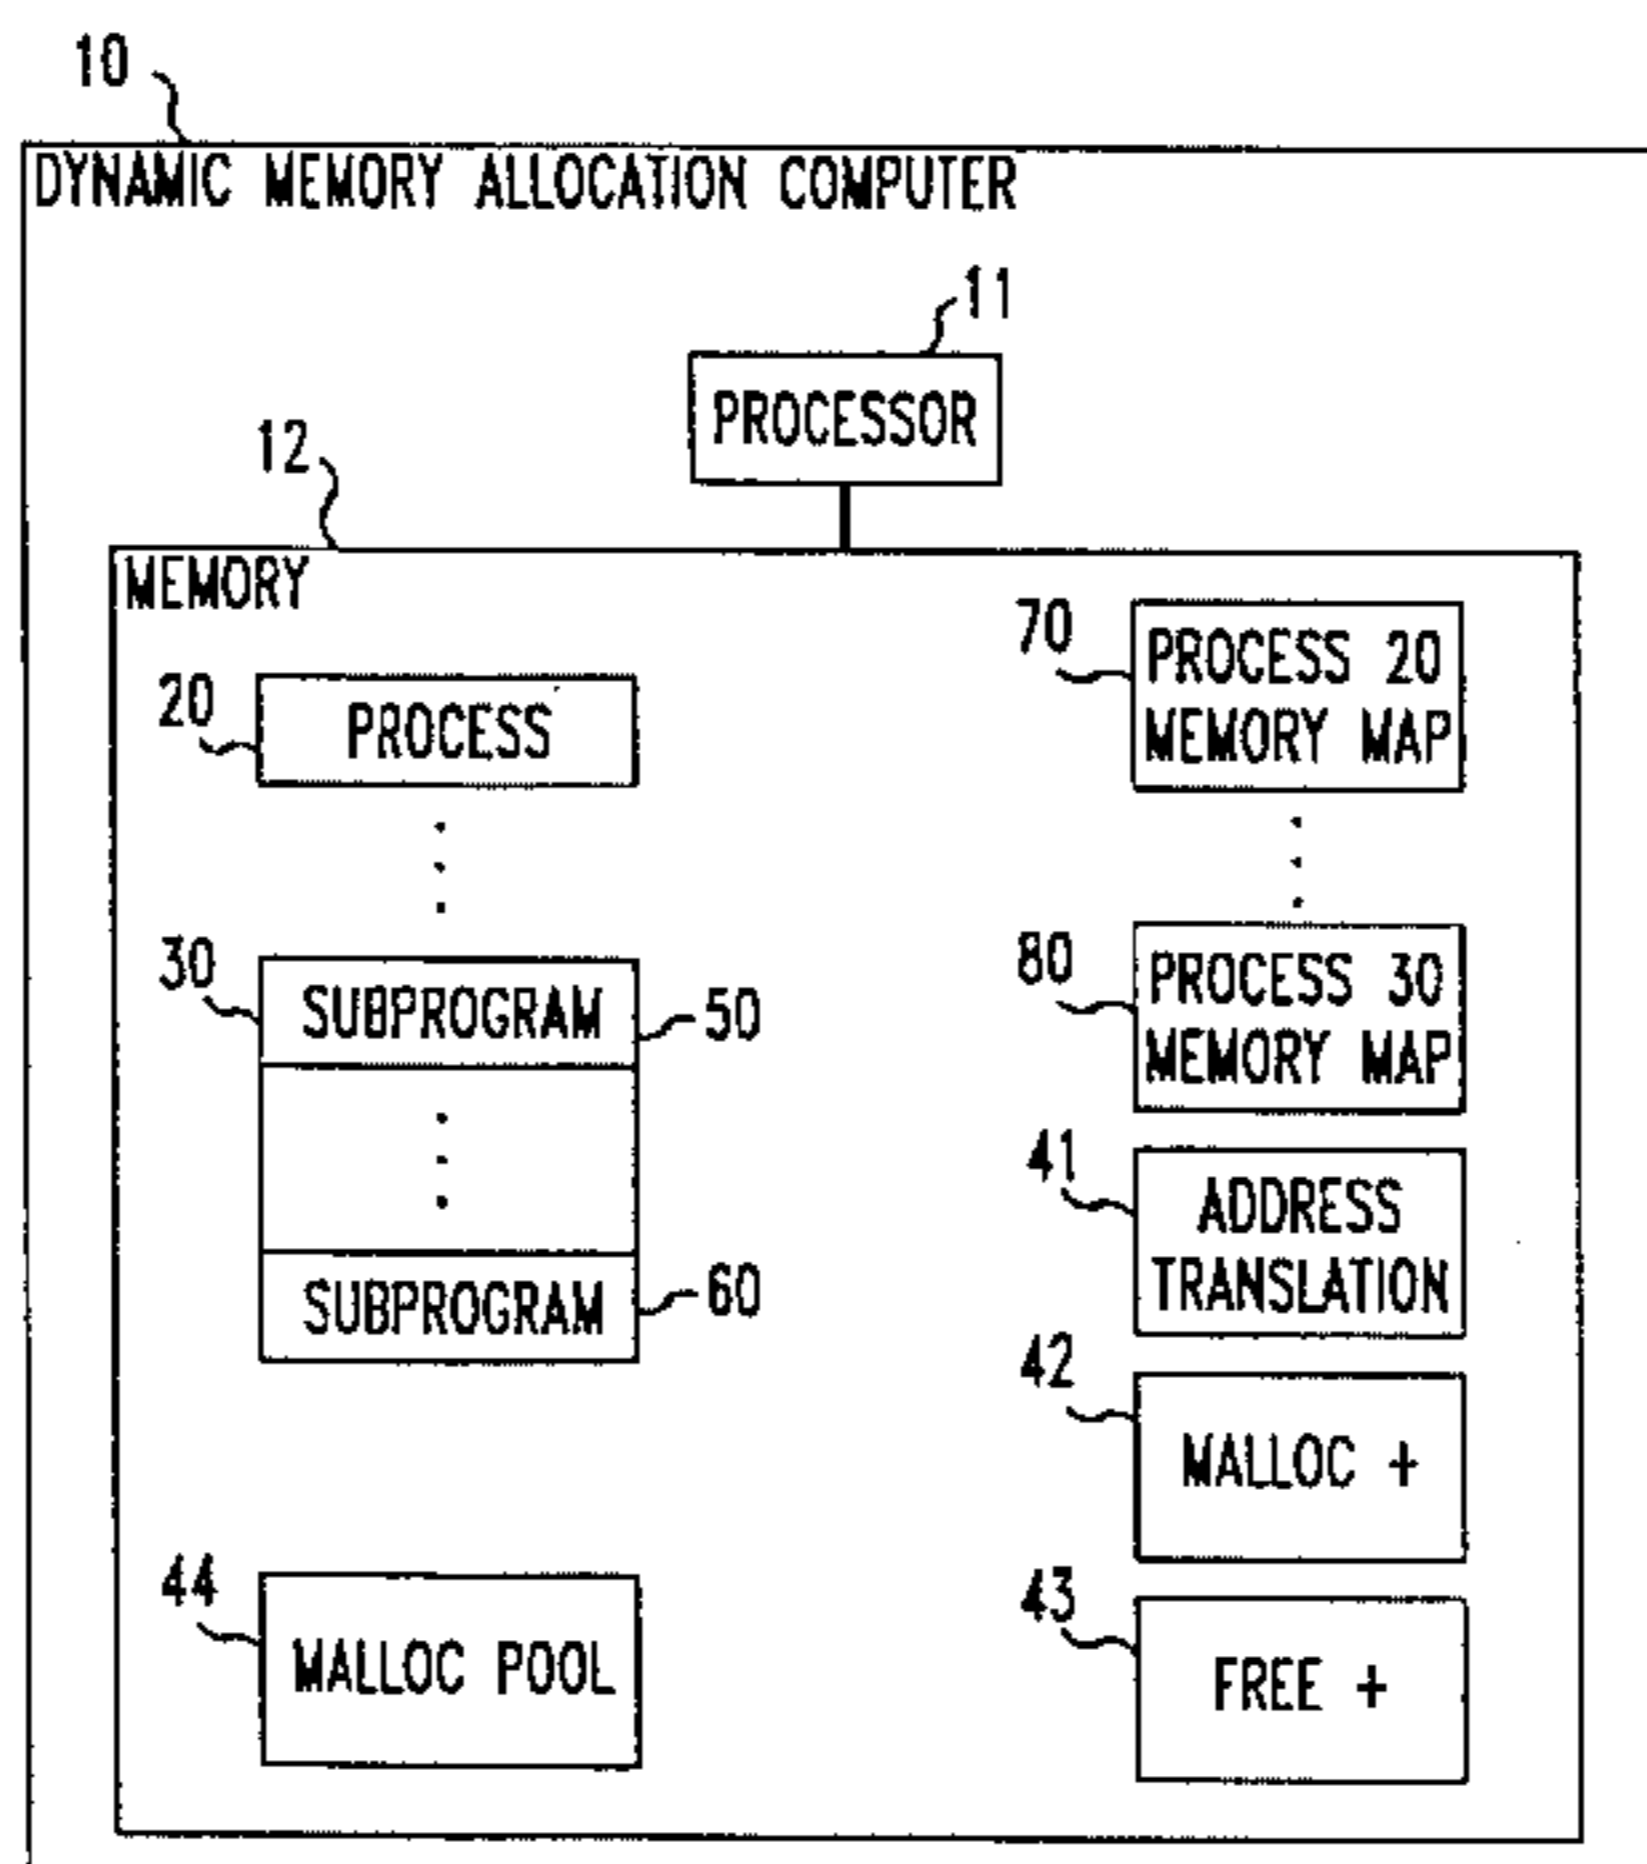 10
DYNAMIC MEMORY ALLOCATION COMPUTER
11
PROCESSOR
12
MEMORY
20
PROCESS
30
SUBPROGRAM
50
SUBPROGRAM
60
44
MALLOC POOL
70
PROCESS 20
MEMORY MAP
80
PROCESS 30
MEMORY MAP
41
ADDRESS
TRANSLATION
42
MALLOC +
43
FREE +